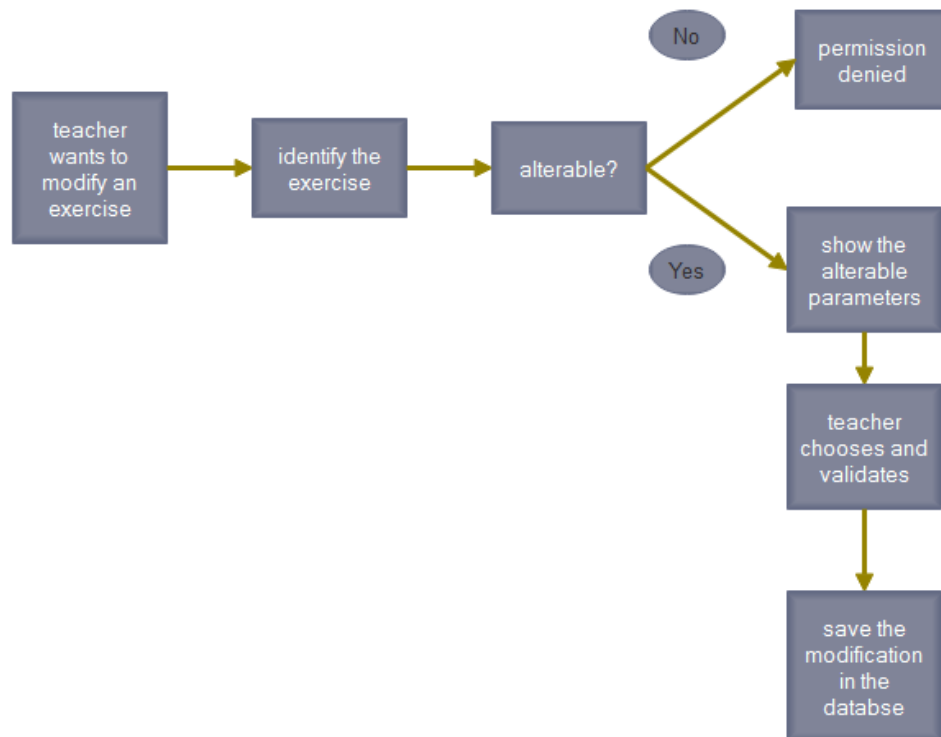 teacher
wants to
modify an
exercise
identify the
exercise
alterable?
No
permission
denied
Yes
show the
alterable
parameters
teacher
chooses and
validates
save the
modification
in the
databse